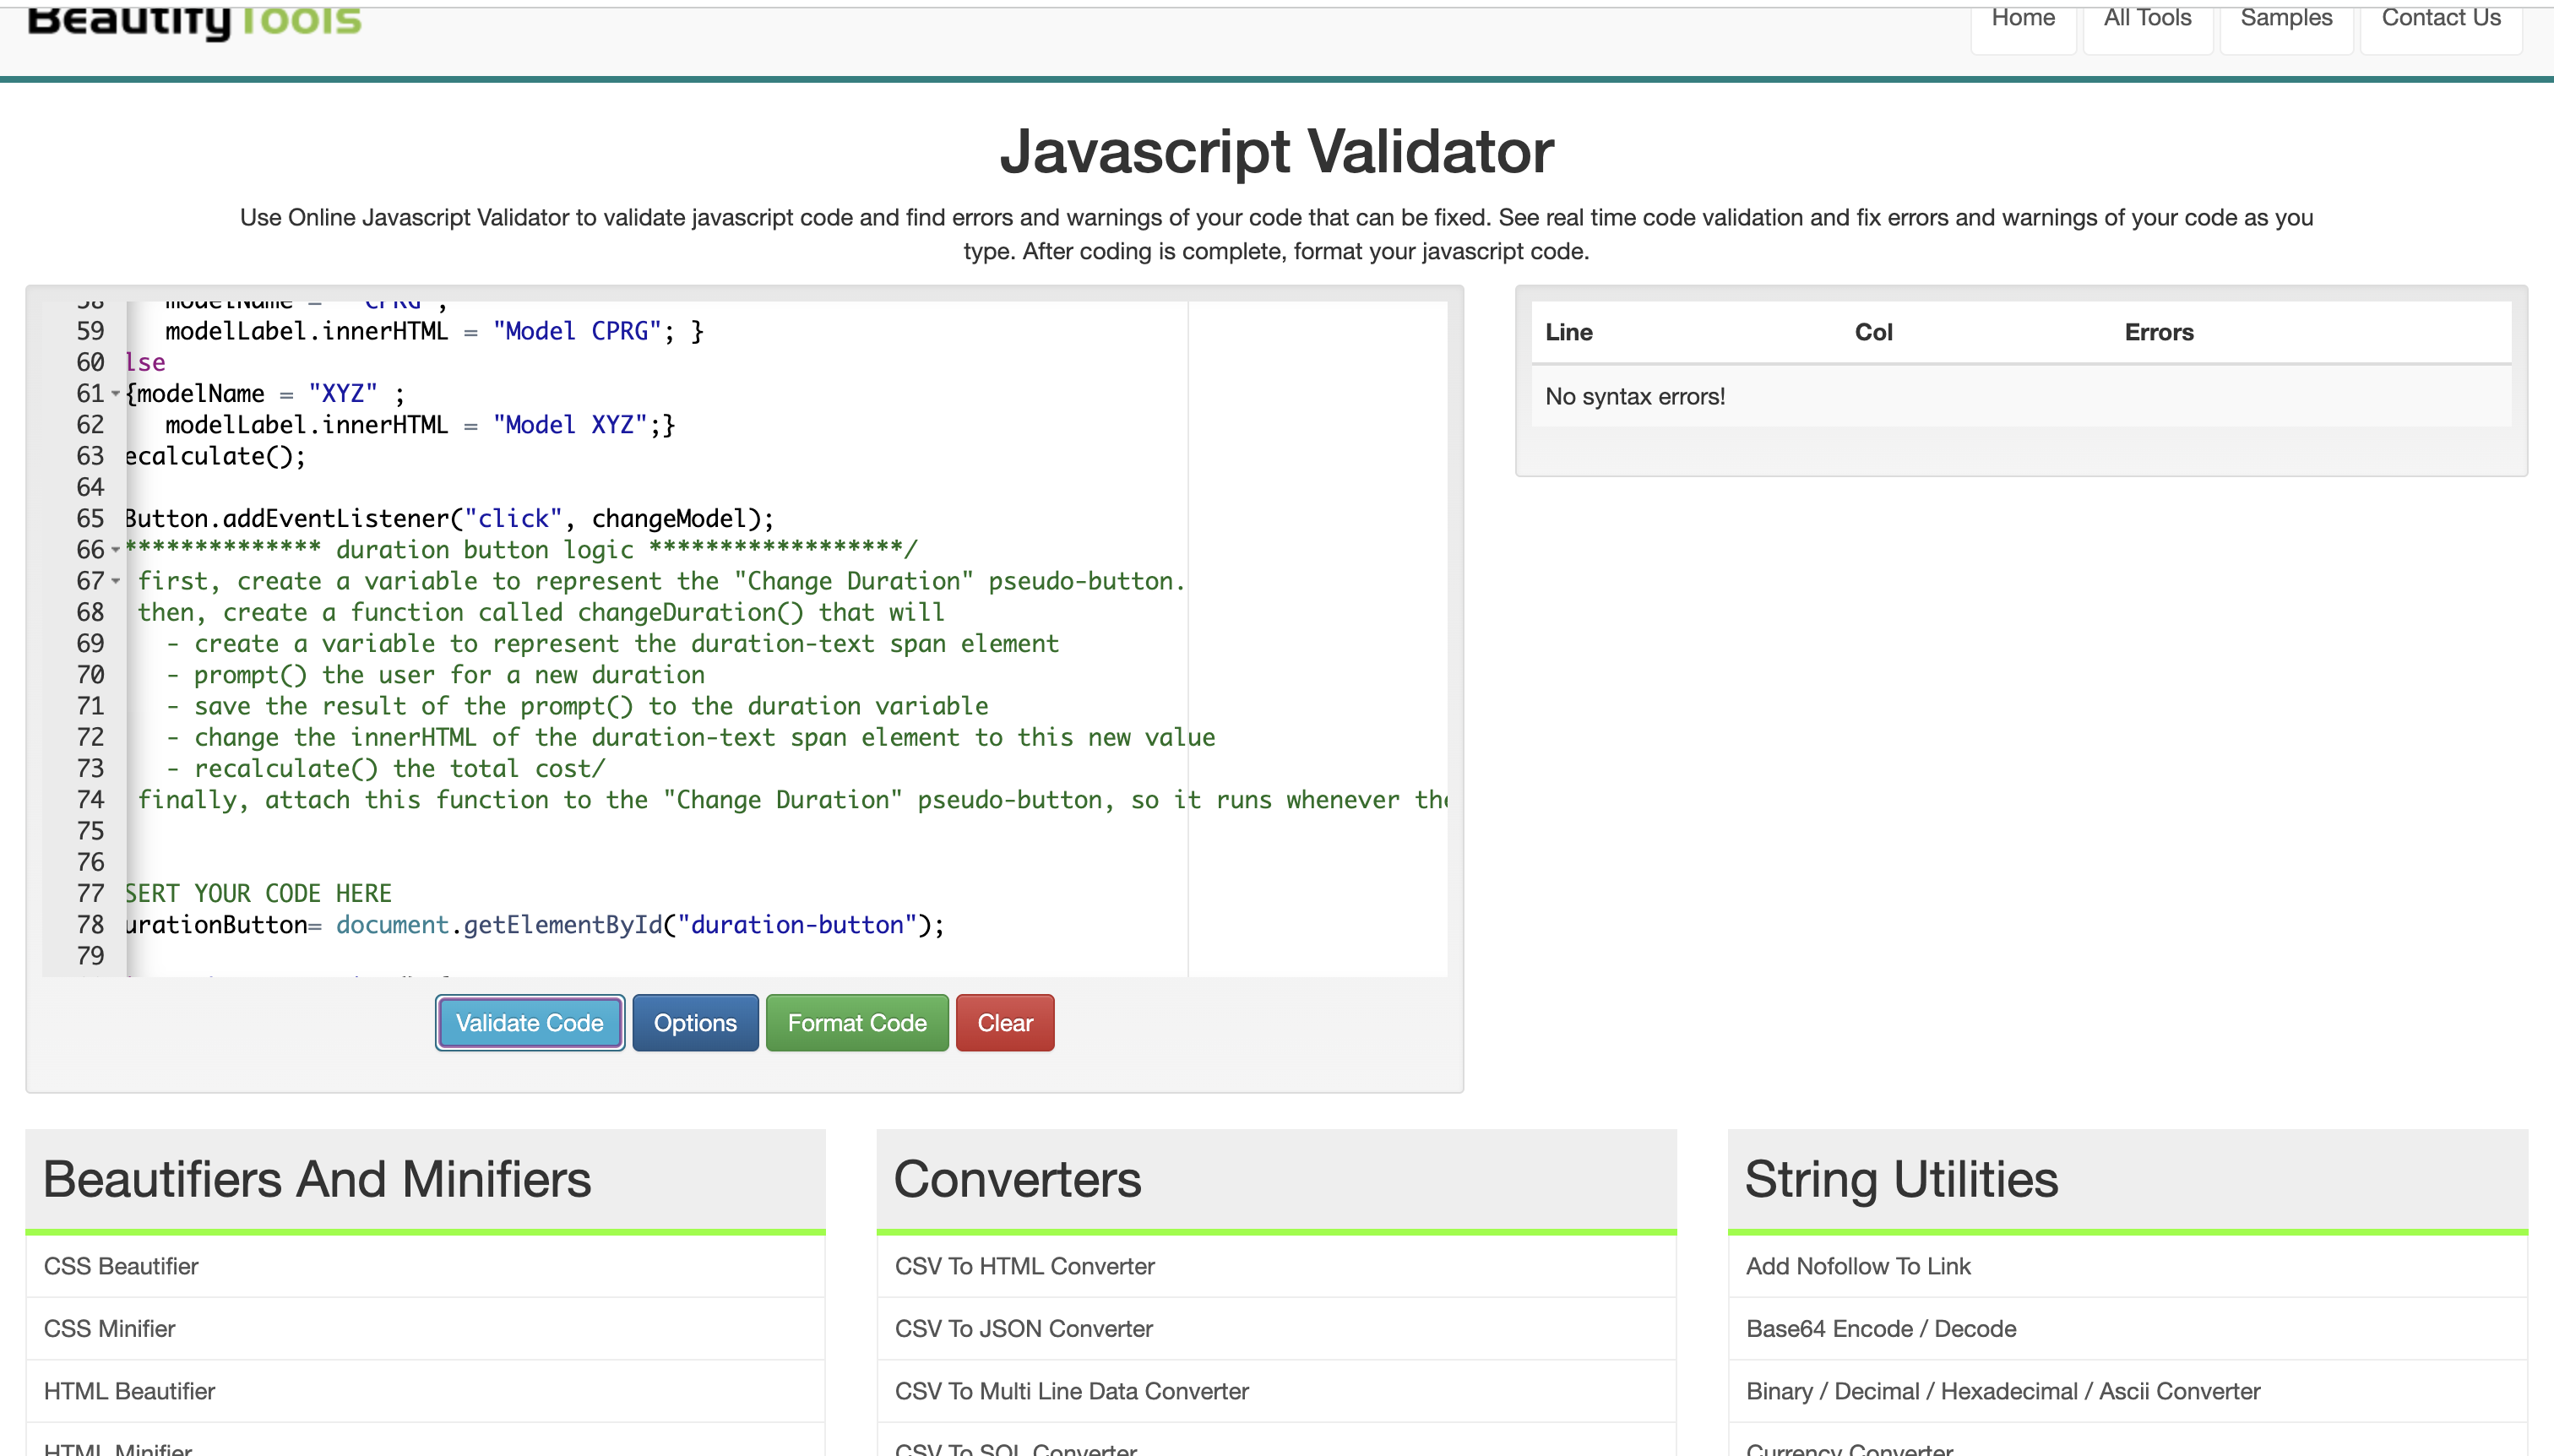 BeautifyTools
Home
All Tools
Samples
Contact Us
Javascript Validator
Use Online Javascript Validator to validate javascript code and find errors and warnings of your code that can be fixed. See real time code validation and fix errors and warnings of your code as you
type. After coding is complete, format your javascript code.
58 modelName = "CPRG";
59 modelLabel.innerHTML = "Model CPRG"; }
60 lse
61 {modelName = "XYZ" ;
62 modelLabel.innerHTML = "Model XYZ";}
63 ecalculate();
64
65 Button.addEventListener("click", changeModel);
66 ************** duration button logic ******************/
67 first, create a variable to represent the "Change Duration" pseudo-button.
68 then, create a function called changeDuration() that will
69 - create a variable to represent the duration-text span element
70 - prompt() the user for a new duration
71 - save the result of the prompt() to the duration variable
72 - change the innerHTML of the duration-text span element to this new value
73 - recalculate() the total cost/
74 finally, attach this function to the "Change Duration" pseudo-button, so it runs whenever the
75
76
77 SERT YOUR CODE HERE
78 urationButton= document.getElementById("duration-button");
79
Line Col Errors
No syntax errors!
Validate Code
Options
Format Code
Clear
Beautifiers And Minifiers
CSS Beautifier
CSS Minifier
HTML Beautifier
HTML Minifier
Converters
CSV To HTML Converter
CSV To JSON Converter
CSV To Multi Line Data Converter
CSV To SQL Converter
String Utilities
Add Nofollow To Link
Base64 Encode / Decode
Binary / Decimal / Hexadecimal / Ascii Converter
Currency Converter